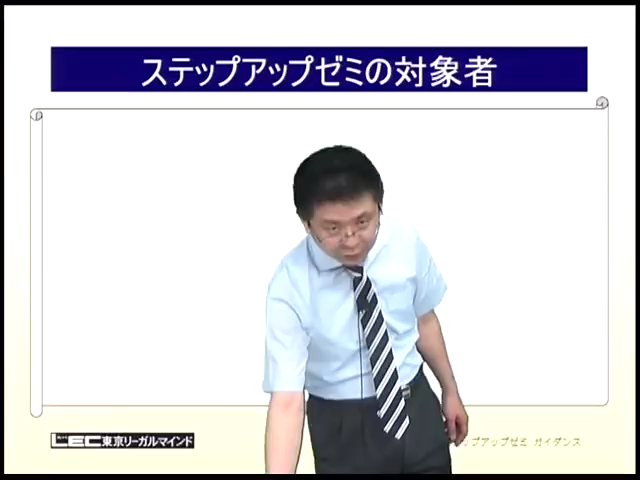 ステップアップゼミの対象者
LEC東京リーガルマインド
ップアップゼミ ガイダンス